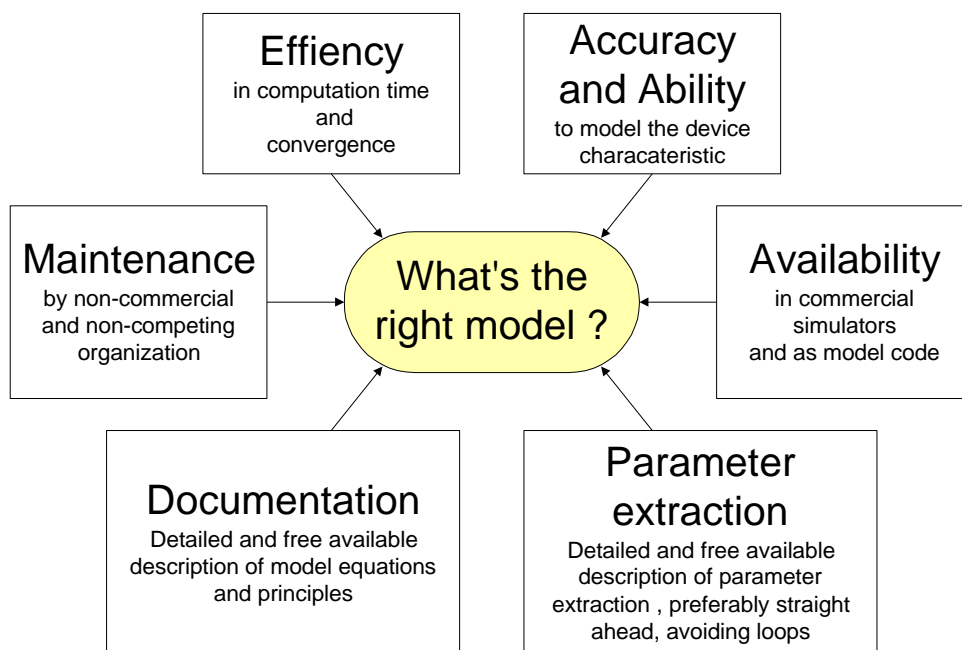 Effiency
in computation time
and
convergence
Accuracy
and Ability
to model the device
characateristic
Maintenance
by non-commercial
and non-competing
organization
What's the
right model ?
Availability
in commercial
simulators
and as model code
Documentation
Detailed and free available
description of model equations
and principles
Parameter
extraction
Detailed and free available
description of parameter
extraction , preferably straight
ahead, avoiding loops